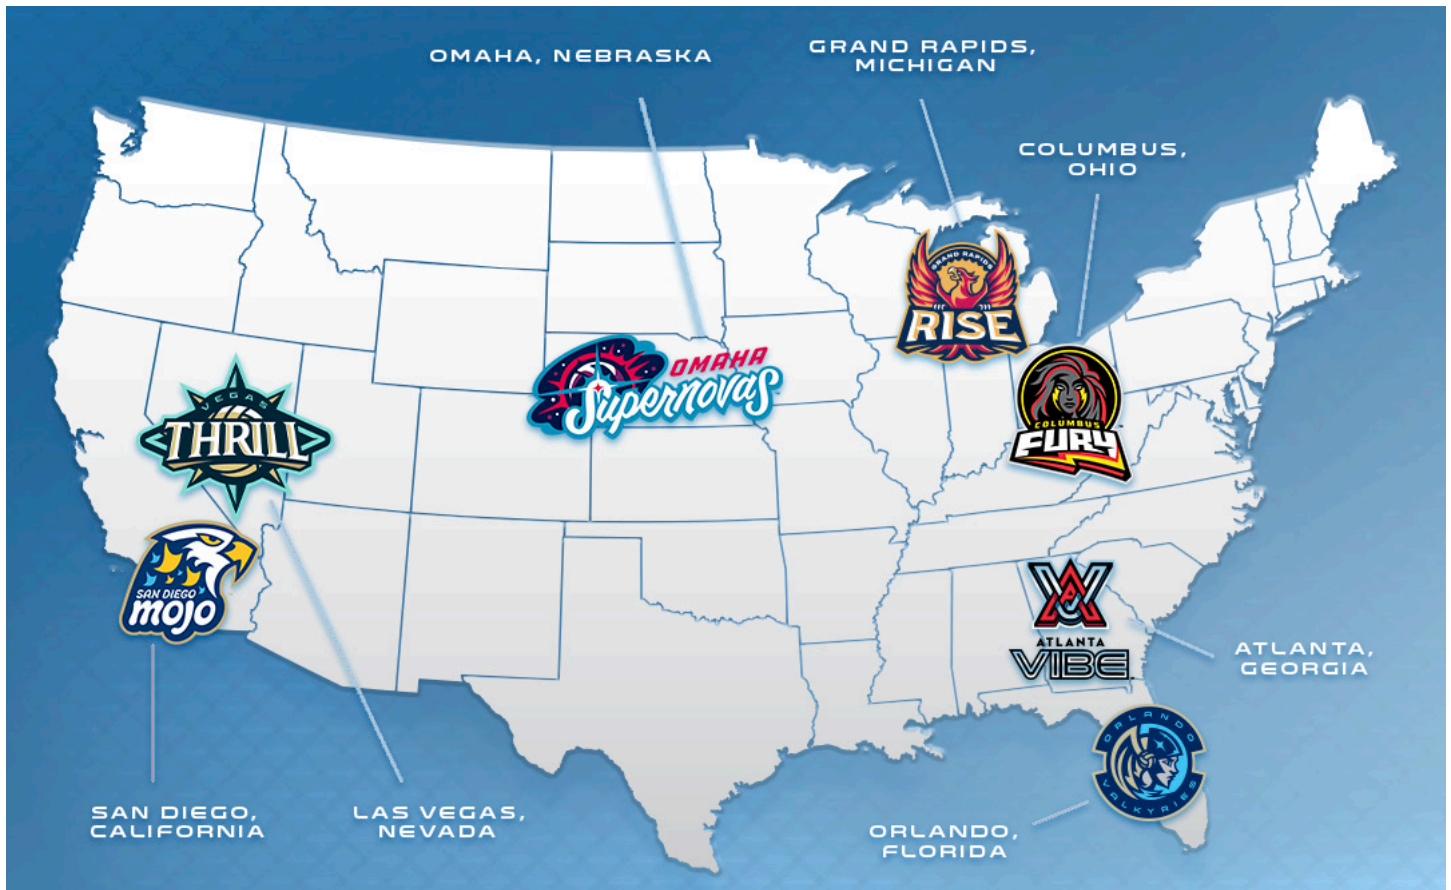 OMAHA, NEBRASKA
GRAND RAPIDS,
MICHIGAN
COLUMBUS,
OHIO
GRAND RAPIDS
RISE
OMAHA
Supernovas
VEGAS
THRILL
COLUMBUS
FURY
SAN DIEGO
mojo
ATLANTA
VIBE
ATLANTA,
GEORGIA
ORLANDO
VALKYRIES
SAN DIEGO,
CALIFORNIA
LAS VEGAS,
NEVADA
ORLANDO,
FLORIDA